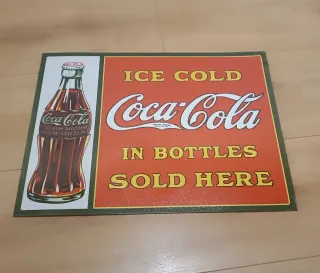 ICE COLD
Coca-Cola
IN BOTTLES
SOLD HERE
Coca-Cola